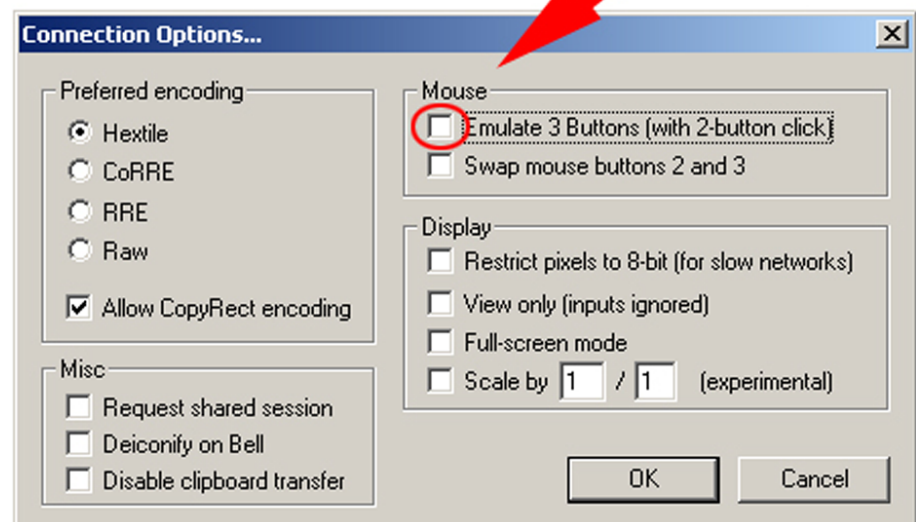 Connection Options...
Preferred encoding
Hextile
CoRRE
RRE
Raw
Allow CopyRect encoding
Misc
Request shared session
Deiconify on Bell
Disable clipboard transfer
Mouse
Emulate 3 Buttons (with 2-button click)
Swap mouse buttons 2 and 3
Display
Restrict pixels to 8-bit (for slow networks)
View only (inputs ignored)
Full-screen mode
Scale by 1 / 1 (experimental)
OK Cancel